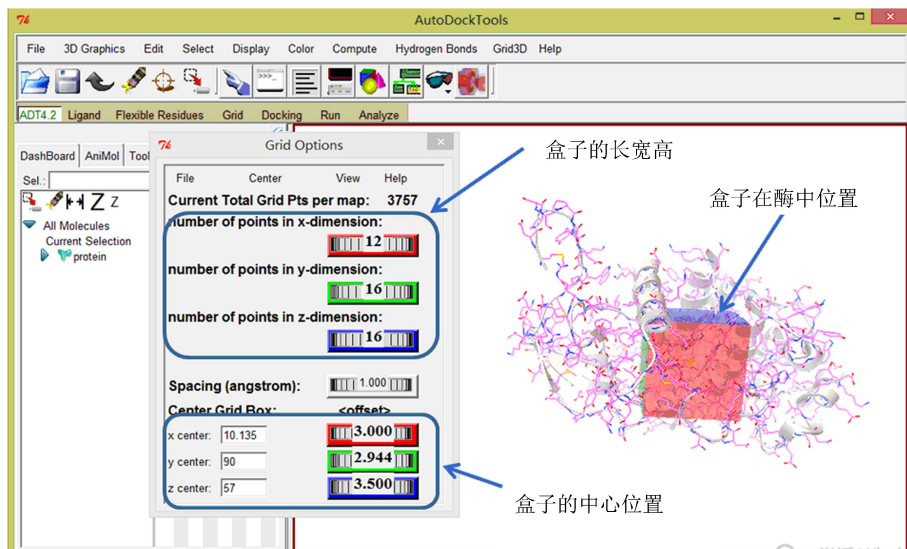 AutoDockTools
File 3D Graphics Edit Select Display Color Compute Hydrogen Bonds Grid3D Help
ADT4.2 Ligand Flexible Residues Grid Docking Run Analyze
DashBoard AniMol Tool
Sel.:
Z Z
All Molecules
Current Selection
protein
Grid Options
File Center View Help
Current Total Grid Pts per map: 3757
number of points in x-dimension:
12
number of points in y-dimension:
16
number of points in z-dimension:
16
Spacing (angstrom): 1.000
Center Grid Box: <offset>
x center: 10.135 3.000
y center: 90 2.944
z center: 57 3.500
盒子的长宽高
盒子在酶中位置
盒子的中心位置